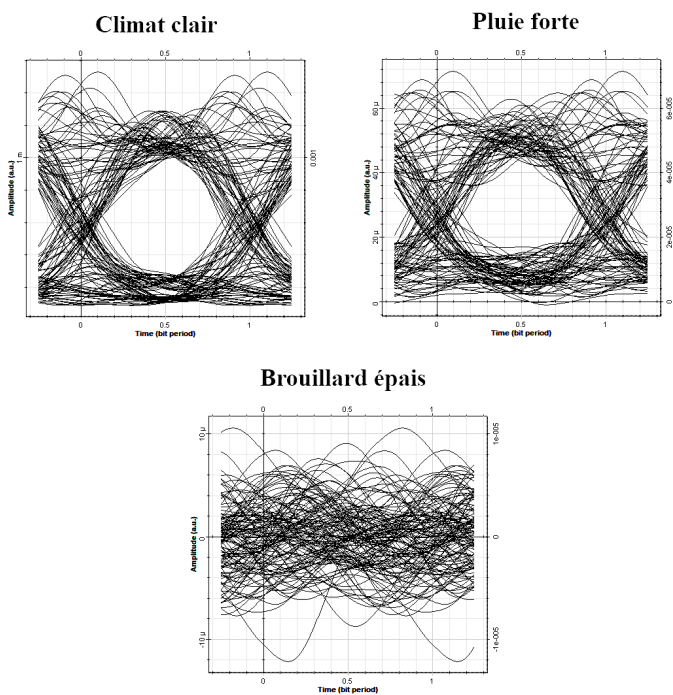 Climat clair
Pluie forte
0 0.5 1
0 0.5 1
Amplitude (a.u.)
1 m
0.001
0 0.5 1
Time (bit period)
Amplitude (a.u.)
60 µ
40 µ
20 µ
0
6e-005
4e-005
2e-005
0
0 0.5 1
Time (bit period)
Brouillard épais
0 0.5 1
Amplitude (a.u.)
10 µ
0
-10 µ
1e-005
0
-1e-005
0 0.5 1
Time (bit period)